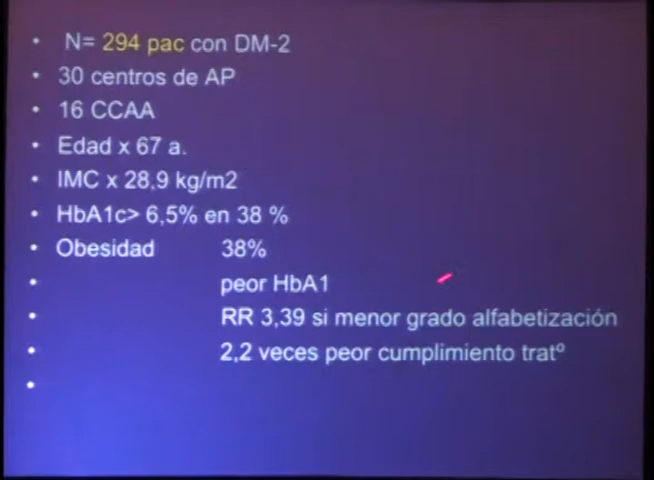 • N= 294 pac con DM-2
• 30 centros de AP
• 16 CCAA
• Edad x 67 a.
• IMC x 28,9 kg/m2
• HbA1c> 6,5% en 38 %
• Obesidad 38%
• peor HbA1
• RR 3,39 si menor grado alfabetización
• 2,2 veces peor cumplimiento tratº
•